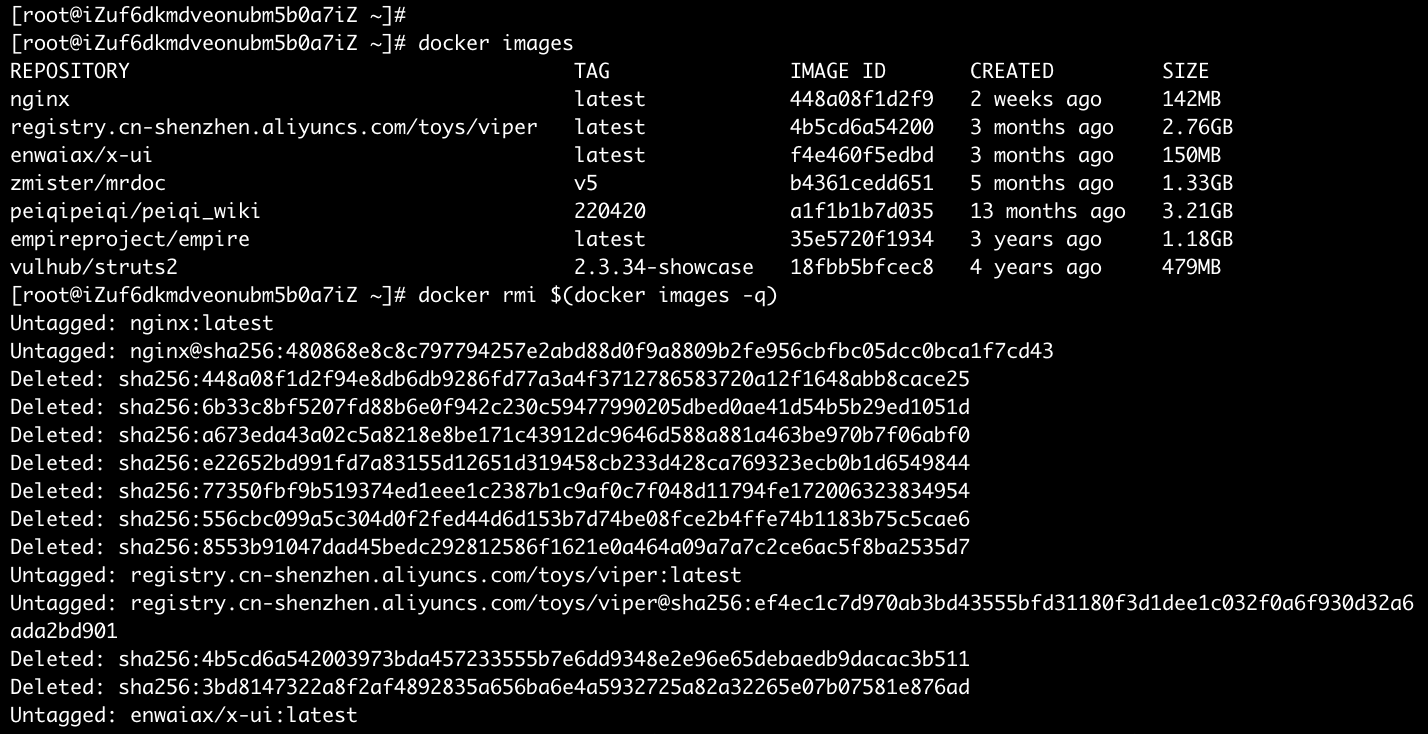 [root@iZuf6dkmdveonubm5b0a7iZ ~]#
[root@iZuf6dkmdveonubm5b0a7iZ ~]# docker images
REPOSITORY TAG IMAGE ID CREATED SIZE
nginx latest 448a08f1d2f9 2 weeks ago 142MB
registry.cn-shenzhen.aliyuncs.com/toys/viper latest 4b5cd6a54200 3 months ago 2.76GB
enwaiax/x-ui latest f4e460f5edbd 3 months ago 150MB
zmister/mrdoc v5 b4361cedd651 5 months ago 1.33GB
peiqipeiqi/peiqi_wiki 220420 a1f1b1b7d035 13 months ago 3.21GB
empireproject/empire latest 35e5720f1934 3 years ago 1.18GB
vulhub/struts2 2.3.34-showcase 18fbb5bfcec8 4 years ago 479MB
[root@iZuf6dkmdveonubm5b0a7iZ ~]# docker rmi $(docker images -q)
Untagged: nginx:latest
Untagged: nginx@sha256:480868e8c8c797794257e2abd88d0f9a8809b2fe956cbfbc05dcc0bca1f7cd43
Deleted: sha256:448a08f1d2f94e8db6db9286fd77a3a4f3712786583720a12f1648abb8cace25
Deleted: sha256:6b33c8bf5207fd88b6e0f942c230c59477990205dbed0ae41d54b5b29ed1051d
Deleted: sha256:a673eda43a02c5a8218e8be171c43912dc9646d588a881a463be970b7f06abf0
Deleted: sha256:e22652bd991fd7a83155d12651d319458cb233d428ca769323ecb0b1d6549844
Deleted: sha256:77350fbf9b519374ed1eee1c2387b1c9af0c7f048d11794fe172006323834954
Deleted: sha256:556cbc099a5c304d0f2fed44d6d153b7d74be08fce2b4ffe74b1183b75c5cae6
Deleted: sha256:8553b91047dad45bedc292812586f1621e0a464a09a7a7c2ce6ac5f8ba2535d7
Untagged: registry.cn-shenzhen.aliyuncs.com/toys/viper:latest
Untagged: registry.cn-shenzhen.aliyuncs.com/toys/viper@sha256:ef4ec1c7d970ab3bd43555bfd31180f3d1dee1c032f0a6f930d32a6
ada2bd901
Deleted: sha256:4b5cd6a542003973bda457233555b7e6dd9348e2e96e65debaedb9dacac3b511
Deleted: sha256:3bd8147322a8f2af4892835a656ba6e4a5932725a82a32265e07b07581e876ad
Untagged: enwaiax/x-ui:latest